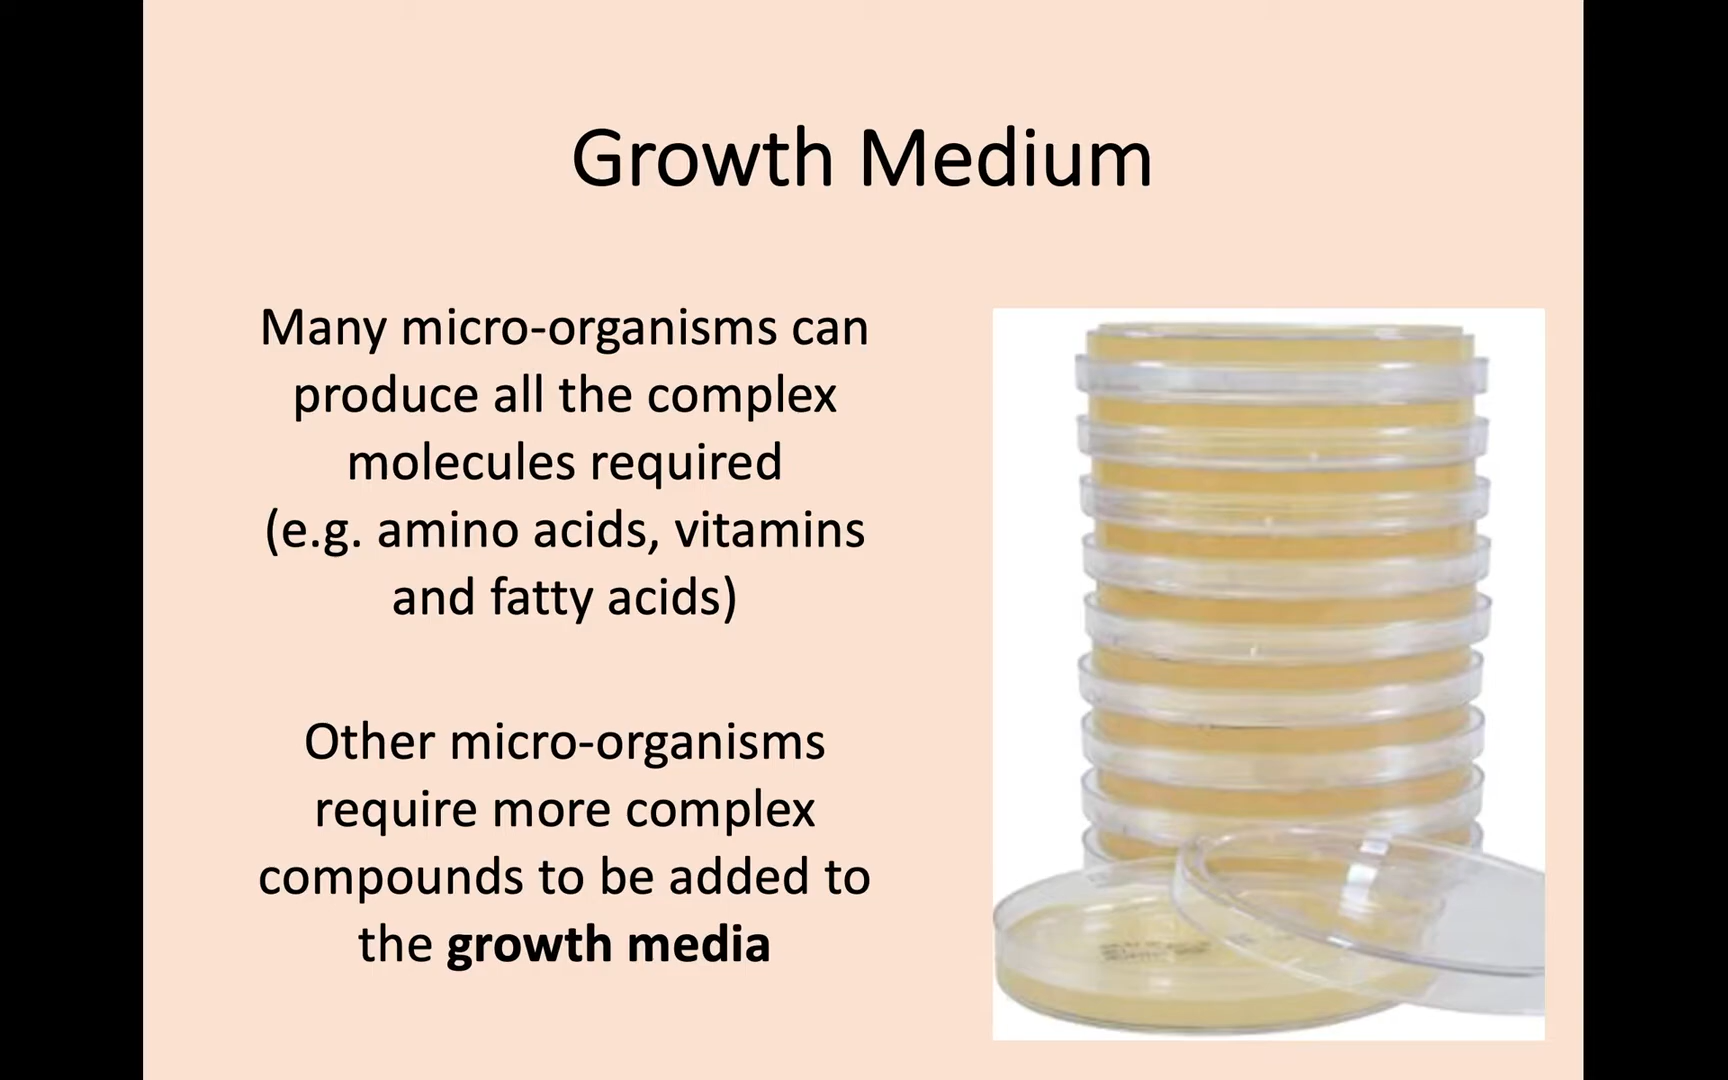 Growth Medium
Many micro-organisms can
produce all the complex
molecules required
(e.g. amino acids, vitamins
and fatty acids)
Other micro-organisms
require more complex
compounds to be added to
the growth media